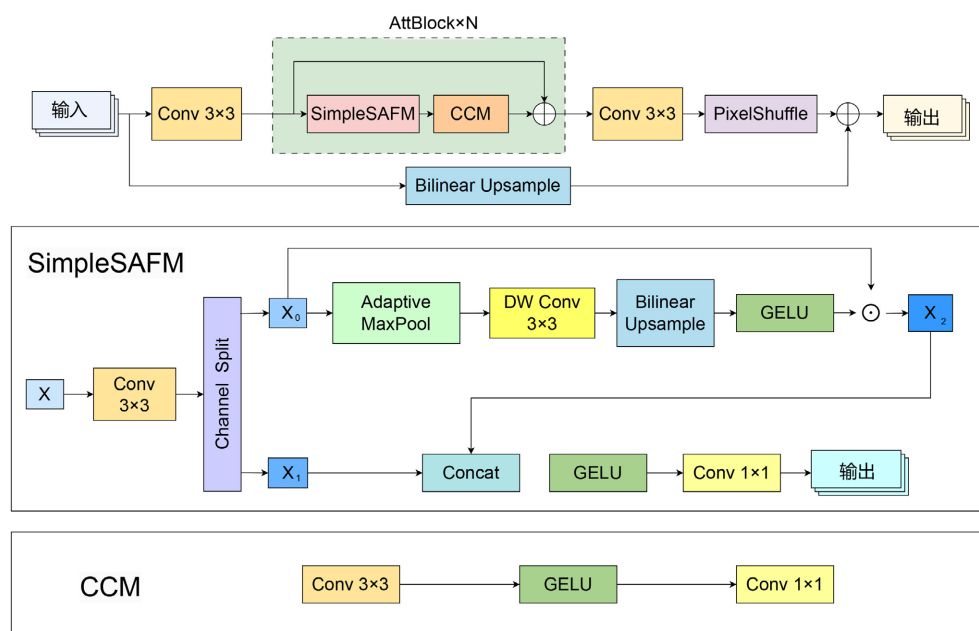 AttBlock×N
输入
Conv 3×3
SimpleSAFM
CCM
Conv 3×3
PixelShuffle
输出
Bilinear Upsample
SimpleSAFM
X
Conv
3×3
Channel Split
X₀
Adaptive
MaxPool
DW Conv
3×3
Bilinear
Upsample
GELU
X₂
X₁
Concat
GELU
Conv 1×1
输出
CCM
Conv 3×3
GELU
Conv 1×1